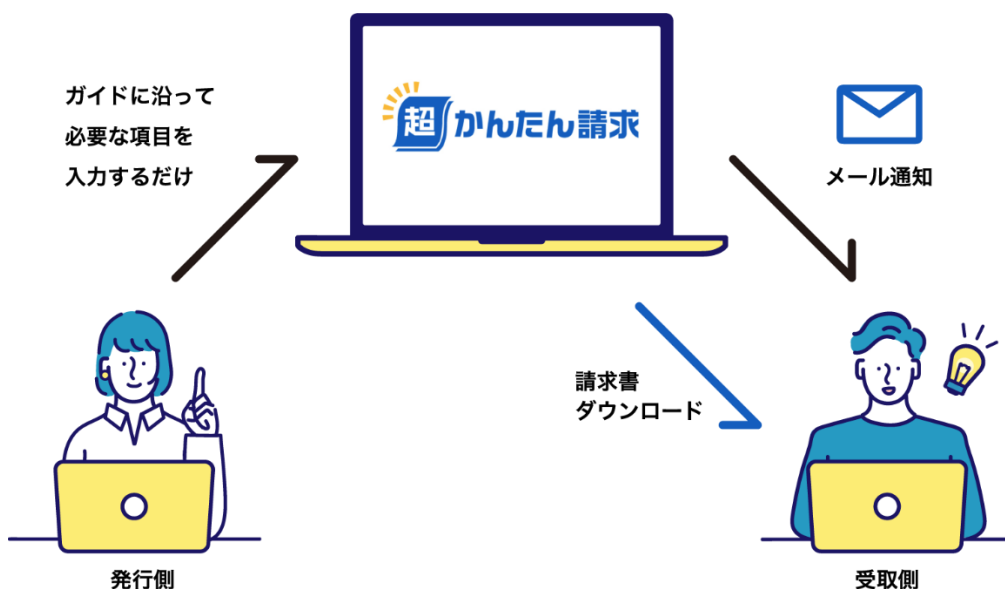 ガイドに沿って
必要な項目を
入力するだけ
超かんたん請求
メール通知
請求書
ダウンロード
発行側
受取側